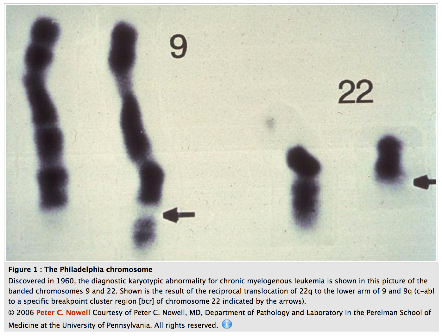 9
22
Figure 1 : The Philadelphia chromosome
Discovered in 1960, the diagnostic karyotypic abnormality for chronic myelogenous leukemia is shown in this picture of the
banded chromosomes 9 and 22. Shown is the result of the reciprocal translocation of 22q to the lower arm of 9 and 9q (c-abl
to a specific breakpoint cluster region [bcr] of chromosome 22 indicated by the arrows).
© 2006 Peter C. Nowell Courtesy of Peter C. Nowell, MD, Department of Pathology and Laboratory in the Perelman School of
Medicine at the University of Pennsylvania. All rights reserved. i